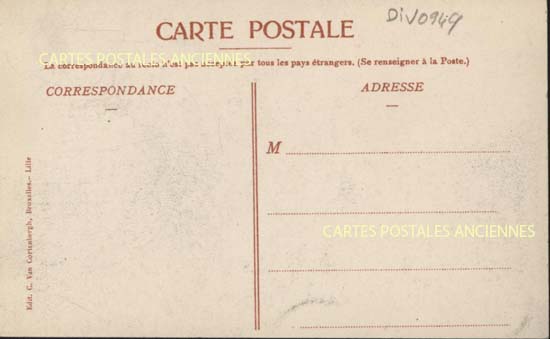 DiV0949
CARTE POSTALE
CARTES POSTALES ANCIENNES
La correspondance au recto n'est pas acceptée par tous les pays étrangers. (Se renseigner à la Poste.)
CORRESPONDANCE
ADRESSE
M
CARTES POSTALES ANCIENNES
Edit. C. Van Cortenbergh, Bruxelles.- Lille